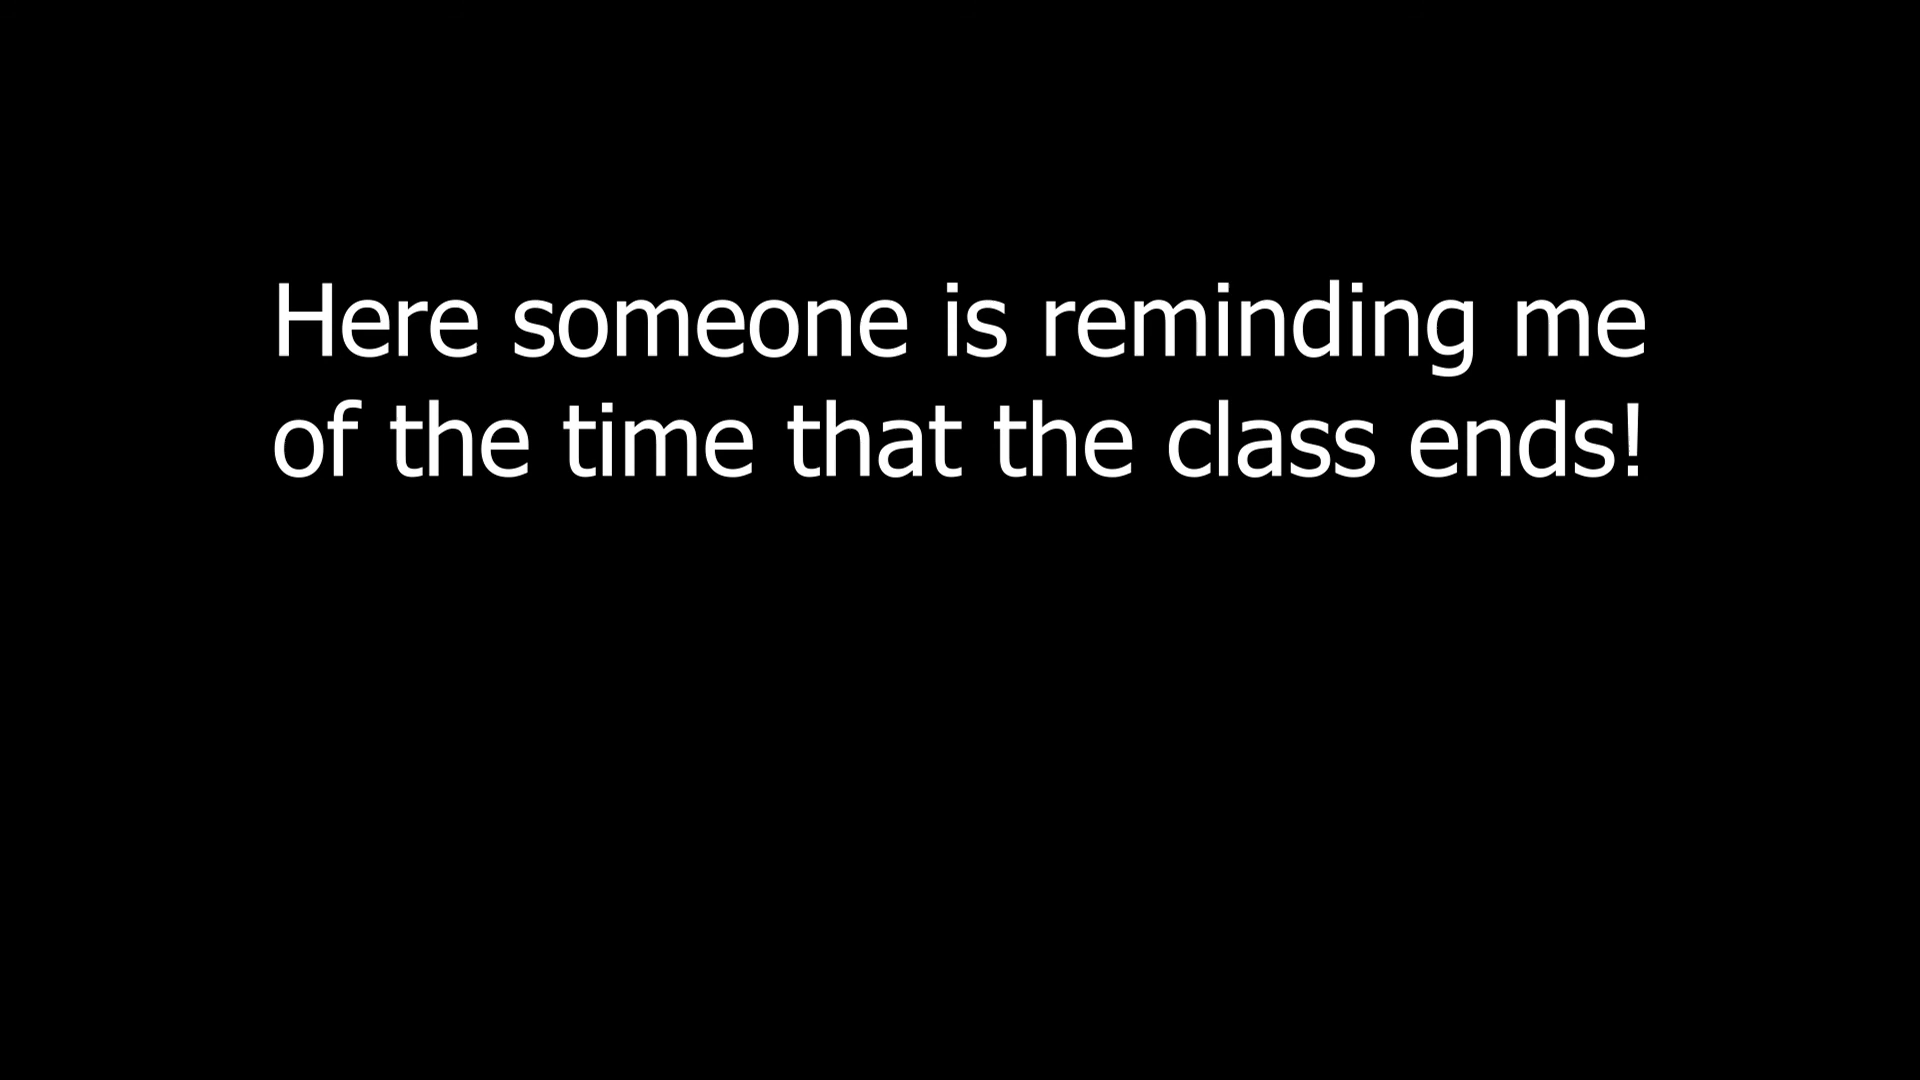 Here someone is reminding me
of the time that the class ends!